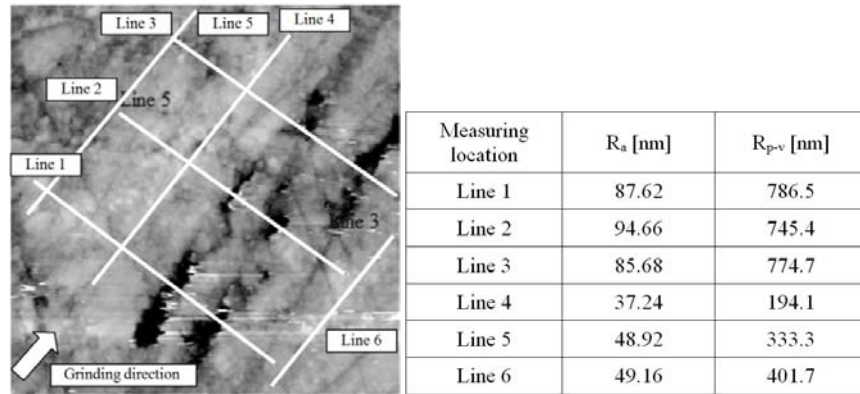 Line 3
Line 5
Line 4
Line 2
Line 5
Line 1
Line 3
Line 6
Grinding direction
Measuring location Ra [nm] Rp-v [nm]
Line 1 87.62 786.5
Line 2 94.66 745.4
Line 3 85.68 774.7
Line 4 37.24 194.1
Line 5 48.92 333.3
Line 6 49.16 401.7